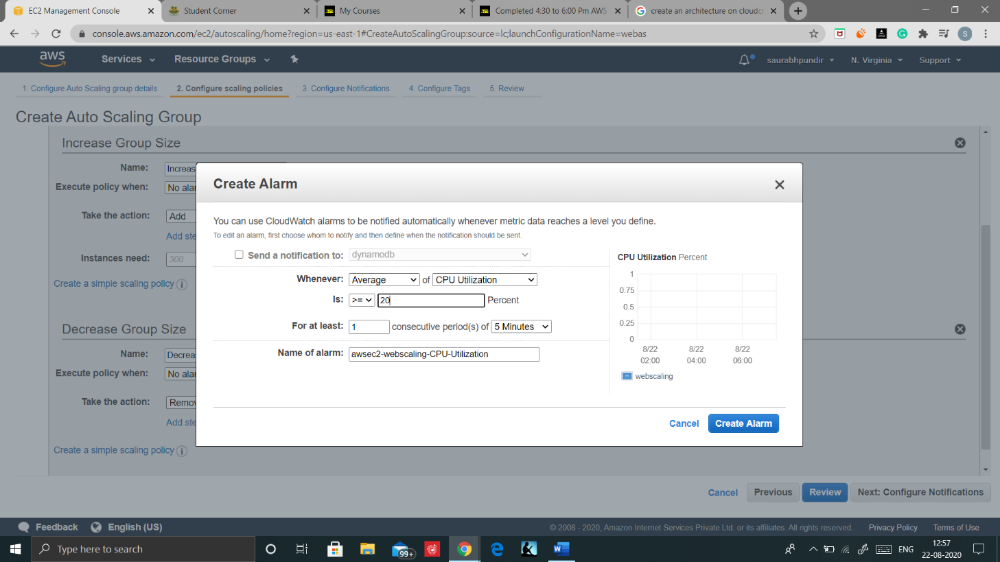 EC2 Management Console
Student Corner
My Courses
Completed 4:30 to 6:00 Pm AWS
create an architecture on cloudcr
console.aws.amazon.com/ec2/autoscaling/home?region=us-east-1#CreateAutoScalingGroup:source=lc;launchConfigurationName=webas
S
aws
Services
Resource Groups
saurabhpundir
N. Virginia
Support
1. Configure Auto Scaling group details
2. Configure scaling policies
3. Configure Notifications
4. Configure Tags
5. Review
Create Auto Scaling Group
Increase Group Size
Name: Increas
Execute policy when: No alar
Take the action: Add
Add ste
Instances need: 300
Create a simple scaling policy i
Decrease Group Size
Name: Decrea
Execute policy when: No alar
Take the action: Remov
Add ste
Create a simple scaling policy i
Create Alarm
You can use CloudWatch alarms to be notified automatically whenever metric data reaches a level you define.
To edit an alarm, first choose whom to notify and then define when the notification should be sent.
Send a notification to: dynamodb
Whenever: Average of CPU Utilization
Is: >= 20 Percent
For at least: 1 consecutive period(s) of 5 Minutes
Name of alarm: awsec2-webscaling-CPU-Utilization
CPU Utilization Percent
1
0.75
0.5
0.25
0
8/22 8/22 8/22
02:00 04:00 06:00
webscaling
Cancel
Create Alarm
Cancel
Previous
Review
Next: Configure Notifications
Feedback
English (US)
© 2008 - 2020, Amazon Internet Services Private Ltd. or its affiliates. All rights reserved.
Privacy Policy
Terms of Use
Type here to search
99+
W
ENG
12:57
22-08-2020